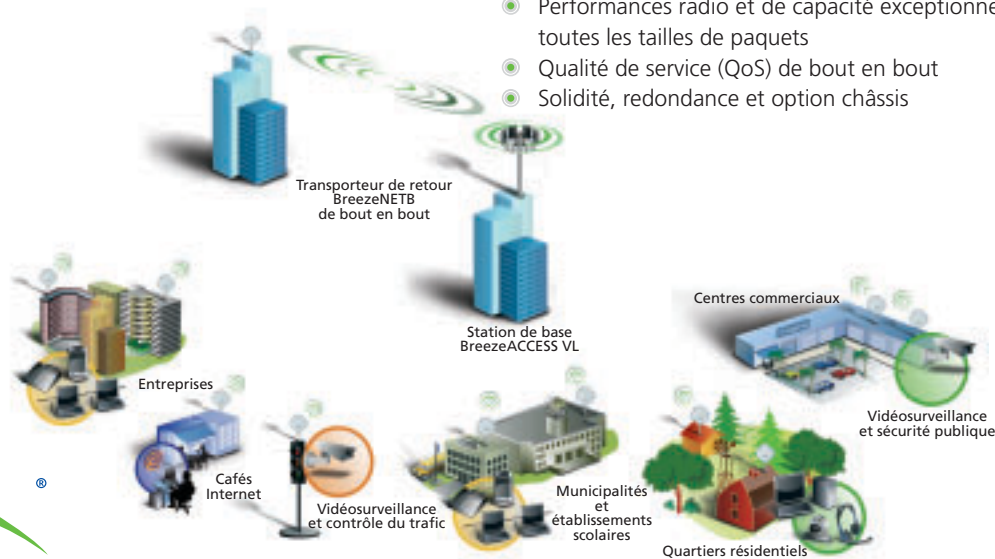 Performances radio et de capacité
toutes les tailles de paquets
Qualité de service (QoS) de bout en bout
Solidité, redondance et option châssis
Transporteur de retour
BreezeNETB
de bout en bout
Station de base
BreezeACCESS VL
Centres commerciaux
Entreprises
Vidéosurveillance
et sécurité publique
Cafés
Internet
Vidéosurveillance
et contrôle du trafic
Municipalités
et
établissements
scolaires
Quartiers résidentiels
®